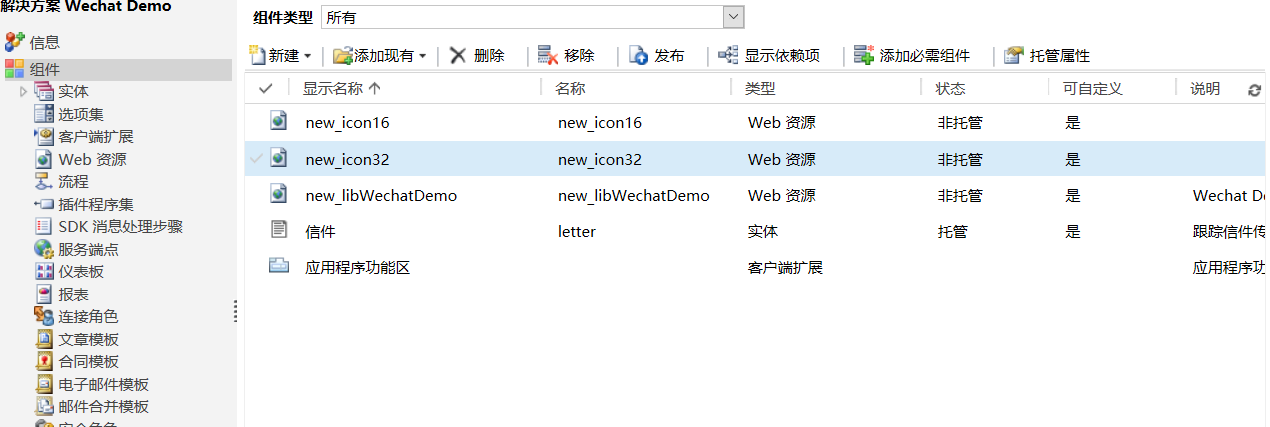 解决方案 Wechat Demo
信息
组件
实体
选项集
客户端扩展
Web 资源
流程
插件程序集
SDK 消息处理步骤
服务端点
仪表板
报表
连接角色
文章模板
合同模板
电子邮件模板
邮件合并模板
组件类型 所有
新建 添加现有 删除 移除 发布 显示依赖项 添加必需组件 托管属性
显示名称 名称 类型 状态 可自定义 说明
new_icon16 new_icon16 Web 资源 非托管 是
new_icon32 new_icon32 Web 资源 非托管 是
new_libWechatDemo new_libWechatDemo Web 资源 非托管 是 Wechat De
信件 letter 实体 托管 是 跟踪信件传
应用程序功能区 客户端扩展 应用程序功